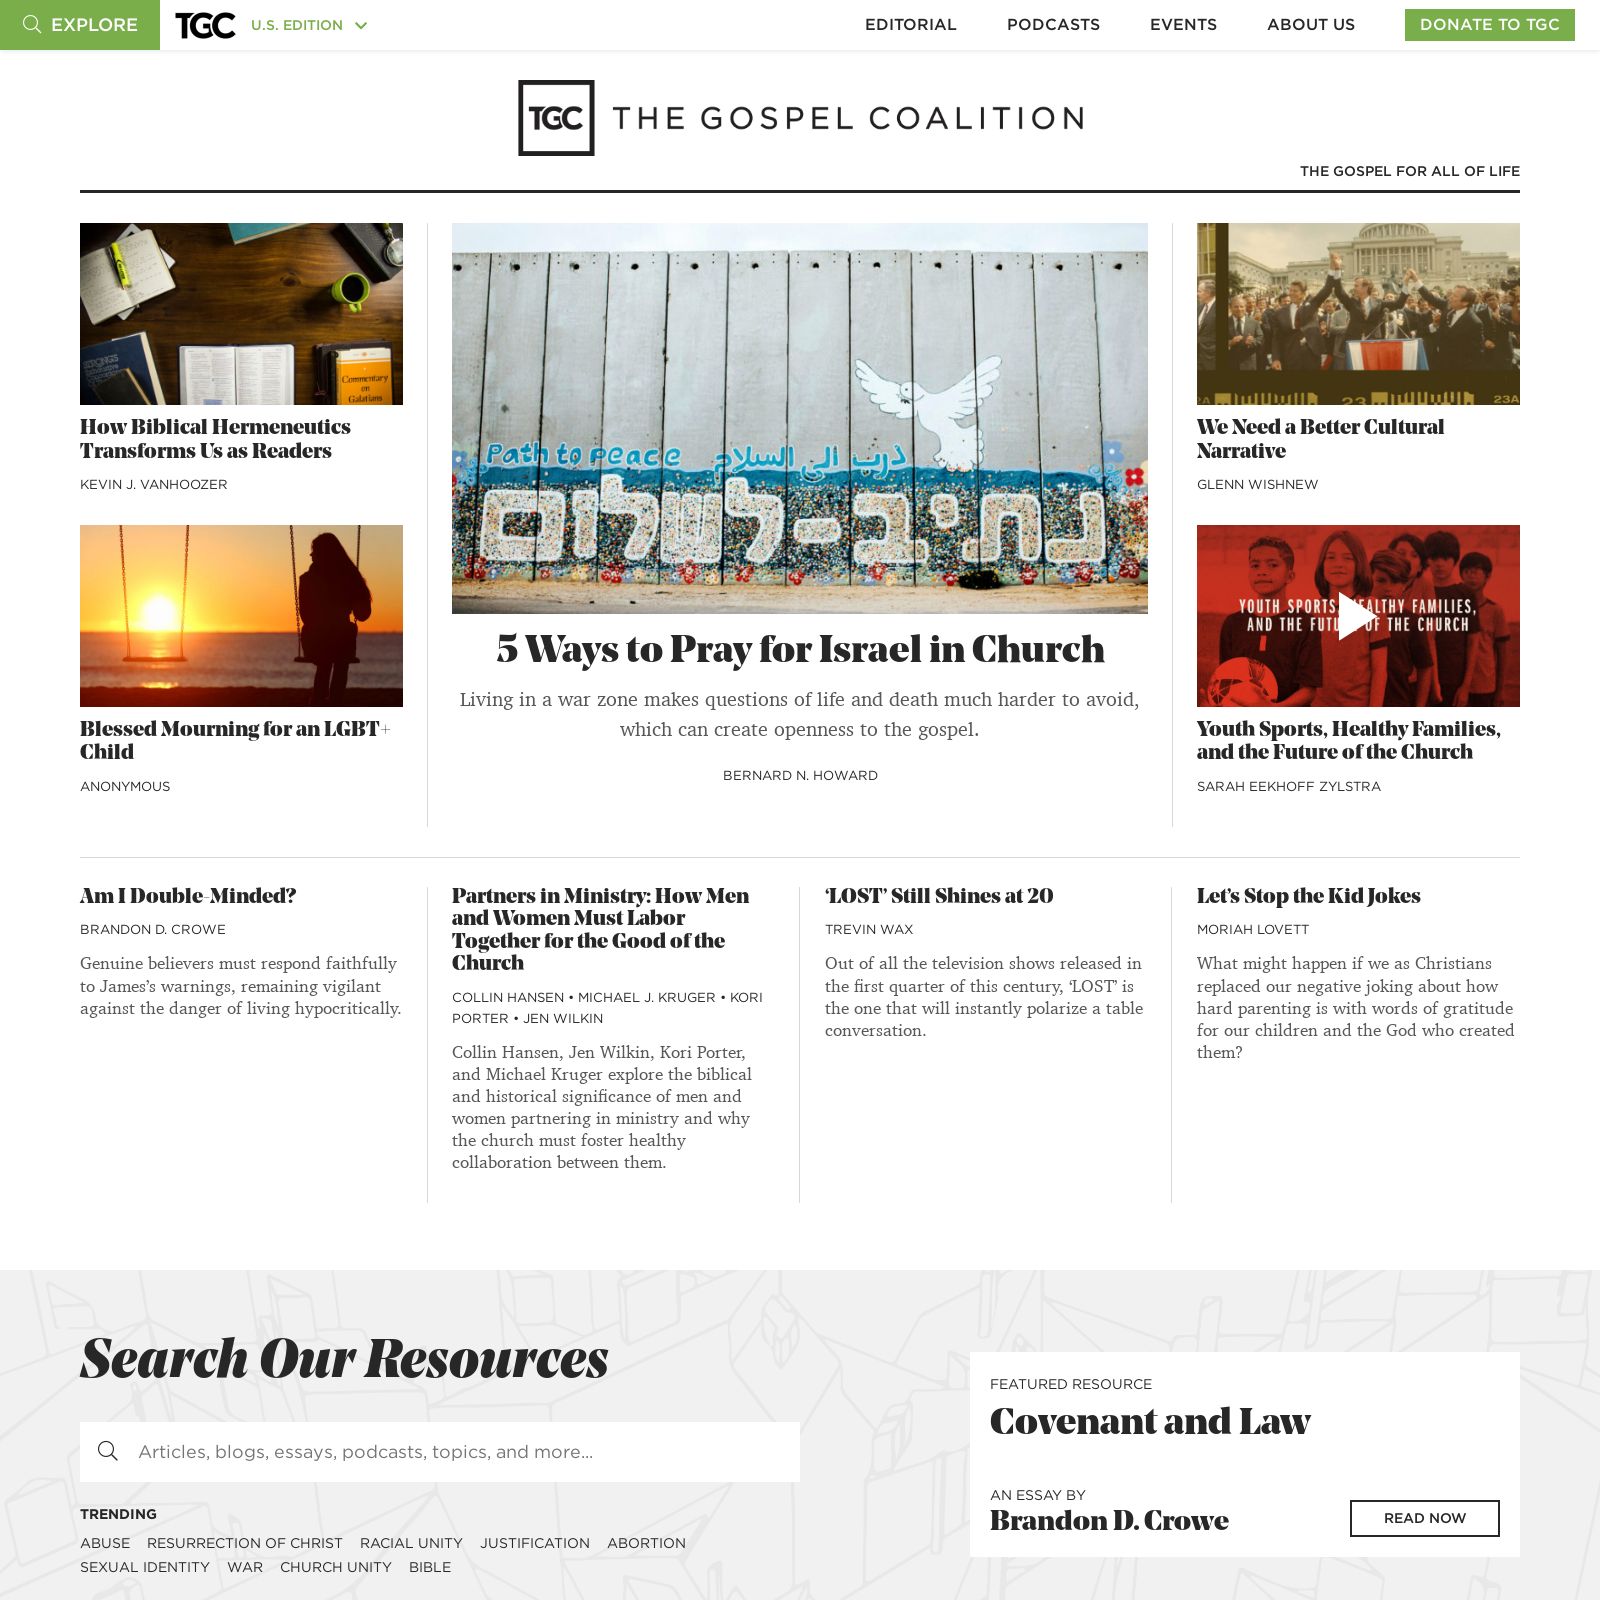 EXPLORE
TGC
U.S. EDITION
EDITORIAL
PODCASTS
EVENTS
ABOUT US
DONATE TO TGC
TGC THE GOSPEL COALITION
THE GOSPEL FOR ALL OF LIFE
Commentary
on
Galatians
How Biblical Hermeneutics
Transforms Us as Readers
KEVIN J. VANHOOZER
Blessed Mourning for an LGBT+
Child
ANONYMOUS
Path to peace درب الى السلام
נתיב-לשלום
5 Ways to Pray for Israel in Church
Living in a war zone makes questions of life and death much harder to avoid,
which can create openness to the gospel.
BERNARD N. HOWARD
23 23A
We Need a Better Cultural
Narrative
GLENN WISHNEW
YOUTH SPORTS, HEALTHY FAMILIES,
AND THE FUTURE OF THE CHURCH
Youth Sports, Healthy Families,
and the Future of the Church
SARAH EEKHOFF ZYLSTRA
Am I Double-Minded?
BRANDON D. CROWE
Genuine believers must respond faithfully
to James’s warnings, remaining vigilant
against the danger of living hypocritically.
Partners in Ministry: How Men
and Women Must Labor
Together for the Good of the
Church
COLLIN HANSEN • MICHAEL J. KRUGER • KORI
PORTER • JEN WILKIN
Collin Hansen, Jen Wilkin, Kori Porter,
and Michael Kruger explore the biblical
and historical significance of men and
women partnering in ministry and why
the church must foster healthy
collaboration between them.
‘LOST’ Still Shines at 20
TREVIN WAX
Out of all the television shows released in
the first quarter of this century, ‘LOST’ is
the one that will instantly polarize a table
conversation.
Let’s Stop the Kid Jokes
MORIAH LOVETT
What might happen if we as Christians
replaced our negative joking about how
hard parenting is with words of gratitude
for our children and the God who created
them?
Search Our Resources
Articles, blogs, essays, podcasts, topics, and more...
TRENDING
ABUSE RESURRECTION OF CHRIST RACIAL UNITY JUSTIFICATION ABORTION
SEXUAL IDENTITY WAR CHURCH UNITY BIBLE
FEATURED RESOURCE
Covenant and Law
AN ESSAY BY
Brandon D. Crowe
READ NOW